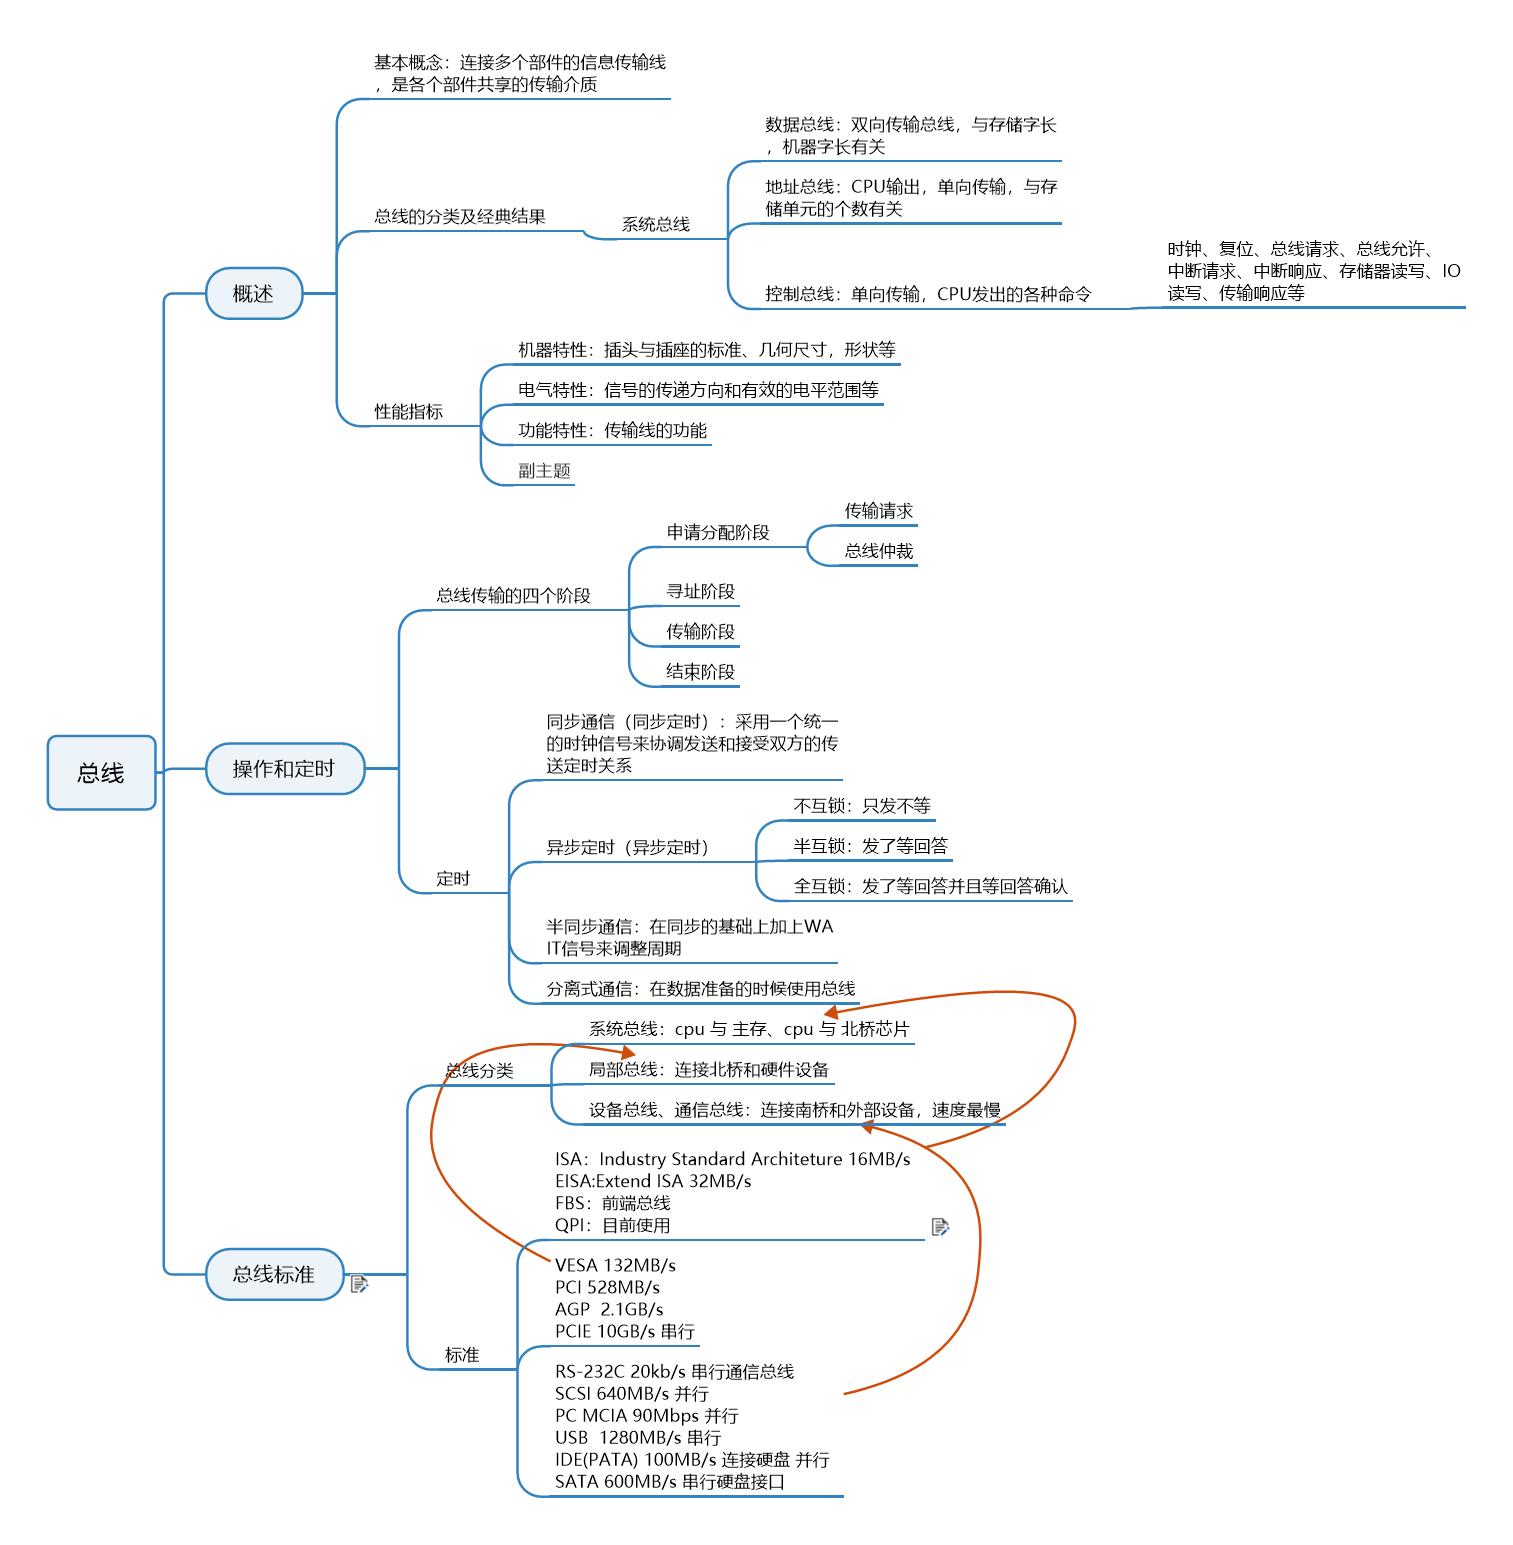 总线
概述
基本概念：连接多个部件的信息传输线
，是各个部件共享的传输介质
总线的分类及经典结果
系统总线
数据总线：双向传输总线，与存储字长
，机器字长有关
地址总线：CPU输出，单向传输，与存
储单元的个数有关
控制总线：单向传输，CPU发出的各种命令
时钟、复位、总线请求、总线允许、
中断请求、中断响应、存储器读写、IO
读写、传输响应等
性能指标
机器特性：插头与插座的标准、几何尺寸，形状等
电气特性：信号的传递方向和有效的电平范围等
功能特性：传输线的功能
副主题
操作和定时
总线传输的四个阶段
申请分配阶段
传输请求
总线仲裁
寻址阶段
传输阶段
结束阶段
定时
同步通信（同步定时）：采用一个统一
的时钟信号来协调发送和接受双方的传
送定时关系
异步定时（异步定时）
不互锁：只发不等
半互锁：发了等回答
全互锁：发了等回答并且等回答确认
半同步通信：在同步的基础上加上WA
IT信号来调整周期
分离式通信：在数据准备的时候使用总线
总线标准
总线分类
系统总线：cpu 与 主存、cpu 与 北桥芯片
局部总线：连接北桥和硬件设备
设备总线、通信总线：连接南桥和外部设备，速度最慢
标准
ISA：Industry Standard Architeture 16MB/s
EISA:Extend ISA 32MB/s
FBS：前端总线
QPI：目前使用
VESA 132MB/s
PCI 528MB/s
AGP  2.1GB/s
PCIE 10GB/s 串行
RS-232C 20kb/s 串行通信总线
SCSI 640MB/s 并行
PC MCIA 90Mbps 并行
USB  1280MB/s 串行
IDE(PATA) 100MB/s 连接硬盘 并行
SATA 600MB/s 串行硬盘接口